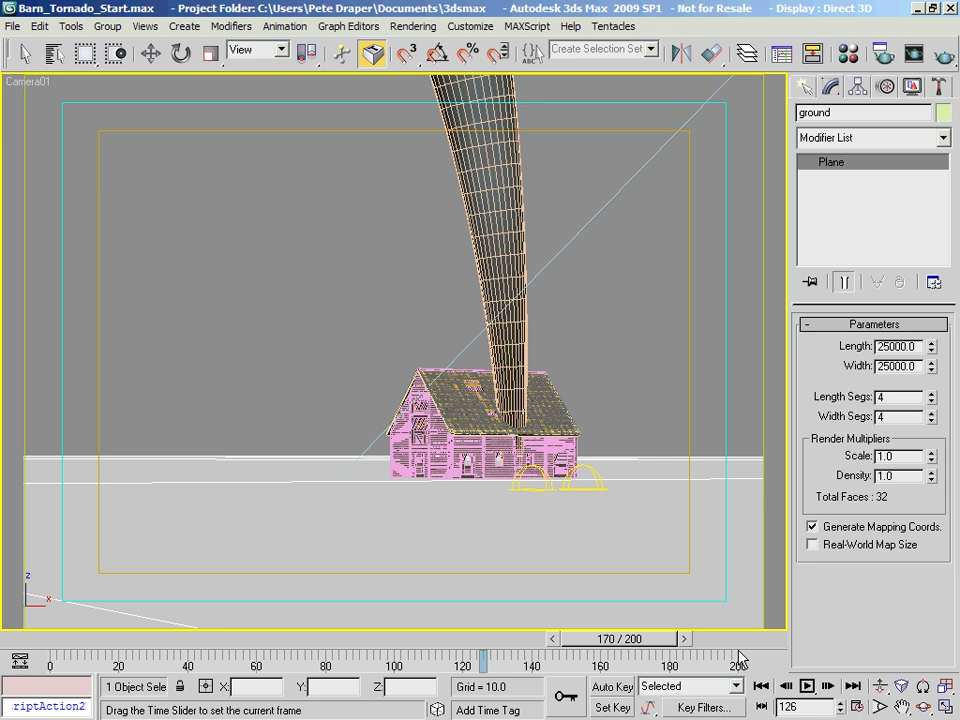 Barn_Tornado_Start.max - Project Folder: C:\Users\Pete Draper\Documents\3dsmax - Autodesk 3ds Max 2009 SP1 - Not for Resale - Display : Direct 3D
File Edit Tools Group Views Create Modifiers Animation Graph Editors Rendering Customize MAXScript Help Tentacles
View 3 % ABC Create Selection Set
Camera01
ground
Modifier List
Plane
- Parameters
Length: 25000.0
Width: 25000.0
Length Segs: 4
Width Segs: 4
Render Multipliers
Scale: 1.0
Density: 1.0
Total Faces : 32
Generate Mapping Coords.
Real-World Map Size
z
x
< 170 / 200 >
0 20 40 60 80 100 120 140 160 180 200
1 Object Sele X: Y: Z: Grid = 10.0 Auto Key Selected
riptAction2 Drag the Time Slider to set the current frame Add Time Tag Set Key Key Filters... 126